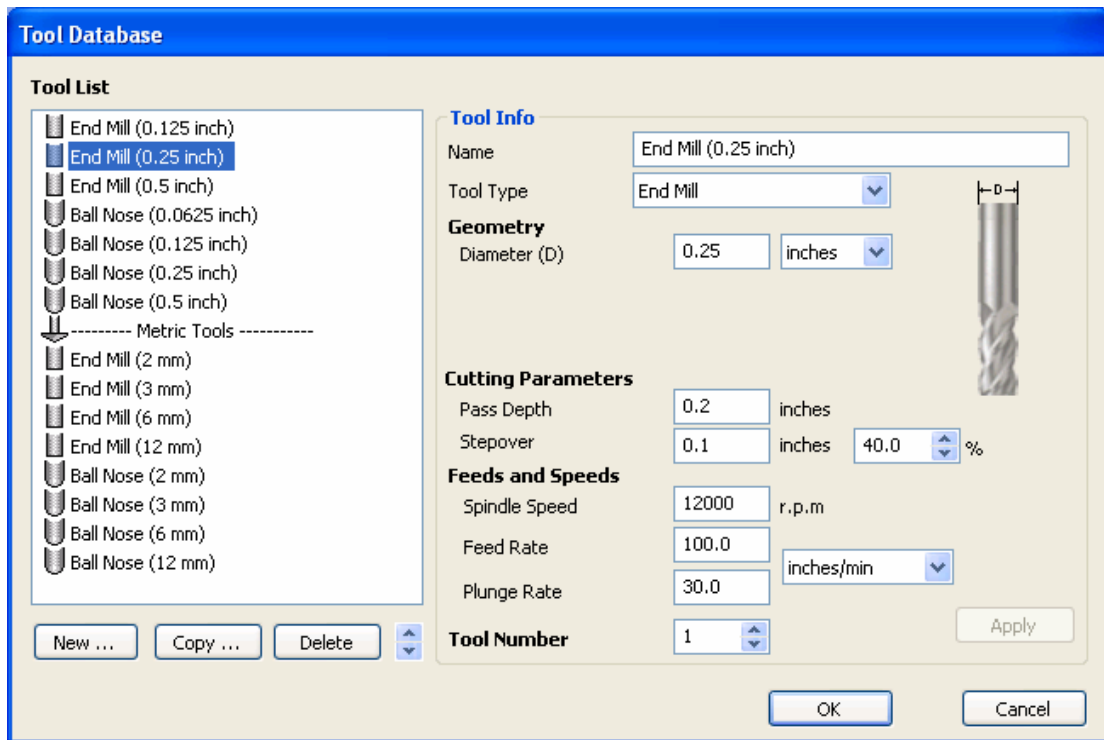 Tool Database
Tool List
End Mill (0.125 inch)
End Mill (0.25 inch)
End Mill (0.5 inch)
Ball Nose (0.0625 inch)
Ball Nose (0.125 inch)
Ball Nose (0.25 inch)
Ball Nose (0.5 inch)
--------- Metric Tools -----------
End Mill (2 mm)
End Mill (3 mm)
End Mill (6 mm)
End Mill (12 mm)
Ball Nose (2 mm)
Ball Nose (3 mm)
Ball Nose (6 mm)
Ball Nose (12 mm)
New ... Copy ... Delete
Tool Info
Name End Mill (0.25 inch)
Tool Type End Mill
D
Geometry
Diameter (D) 0.25 inches
Cutting Parameters
Pass Depth 0.2 inches
Stepover 0.1 inches 40.0 %
Feeds and Speeds
Spindle Speed 12000 r.p.m
Feed Rate 100.0
inches/min
Plunge Rate 30.0
Tool Number 1
Apply
OK Cancel